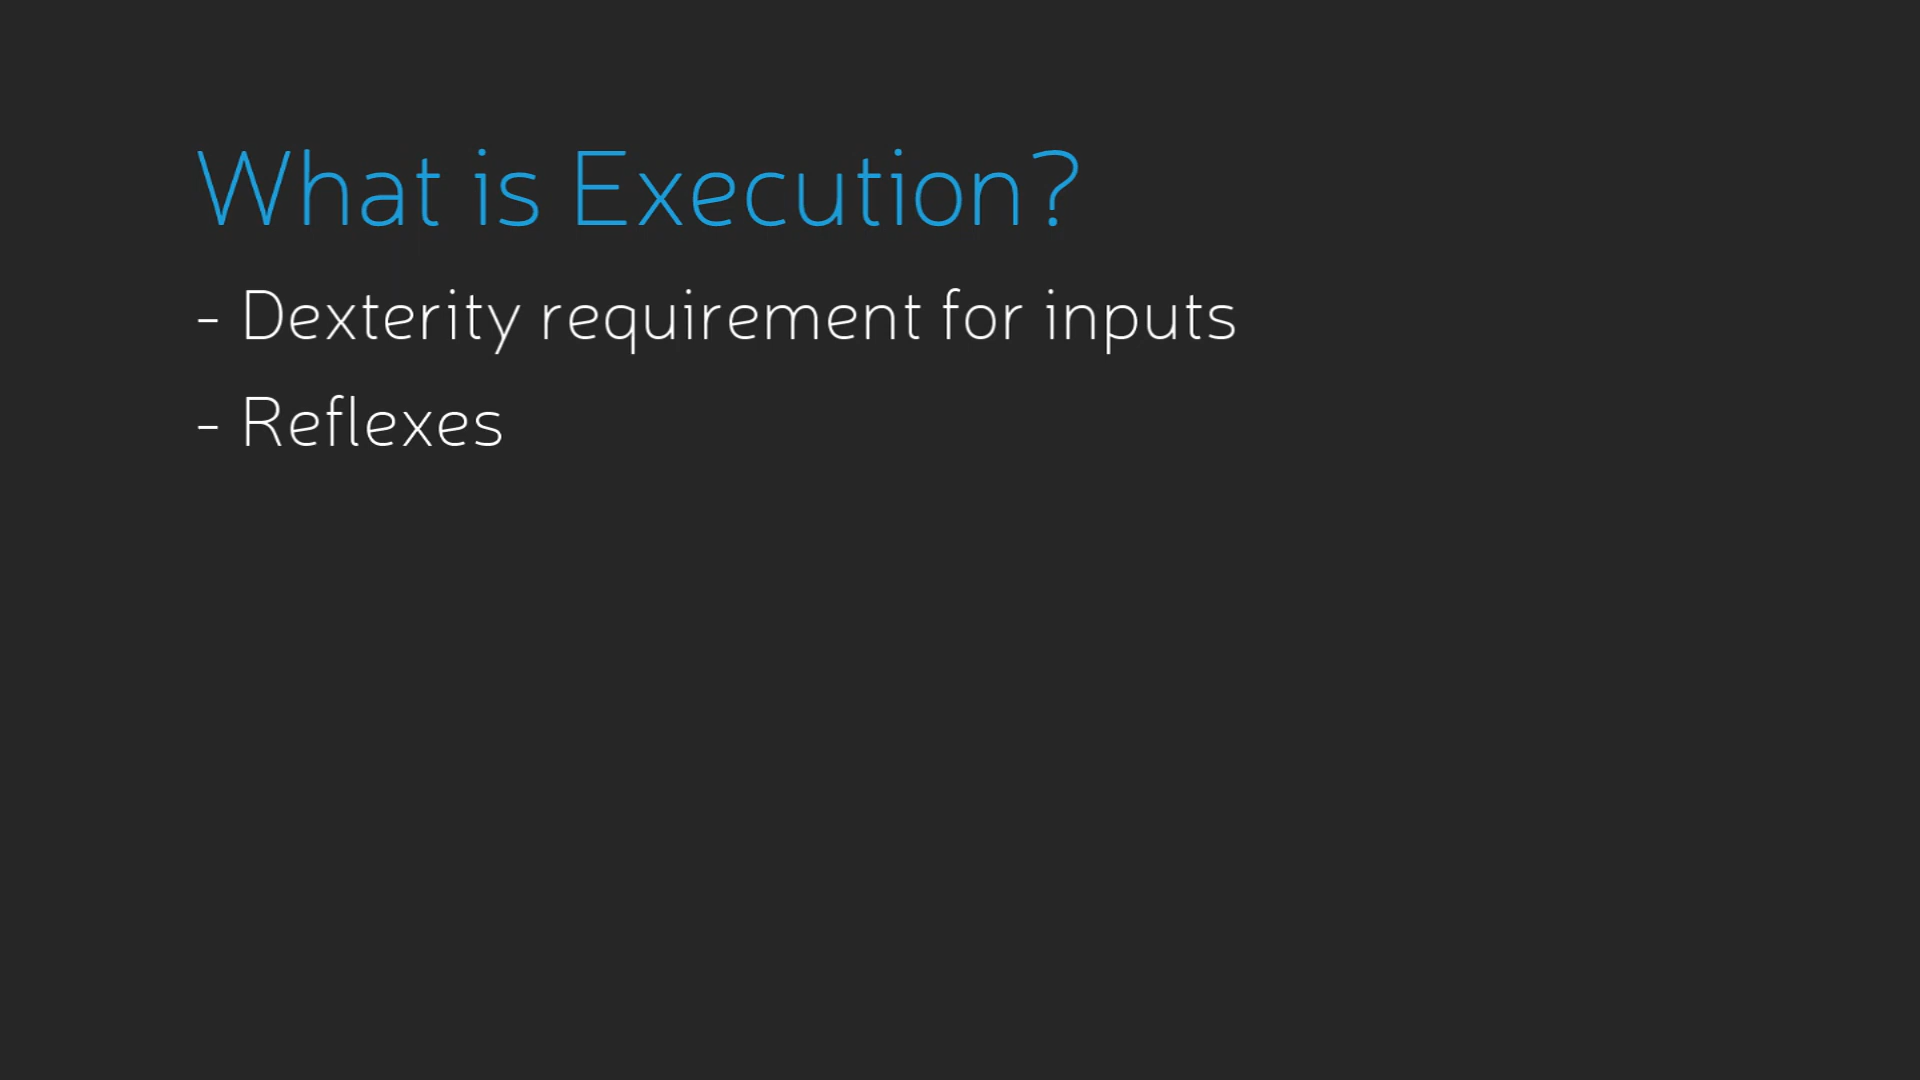 What is Execution?
- Dexterity requirement for inputs
- Reflexes